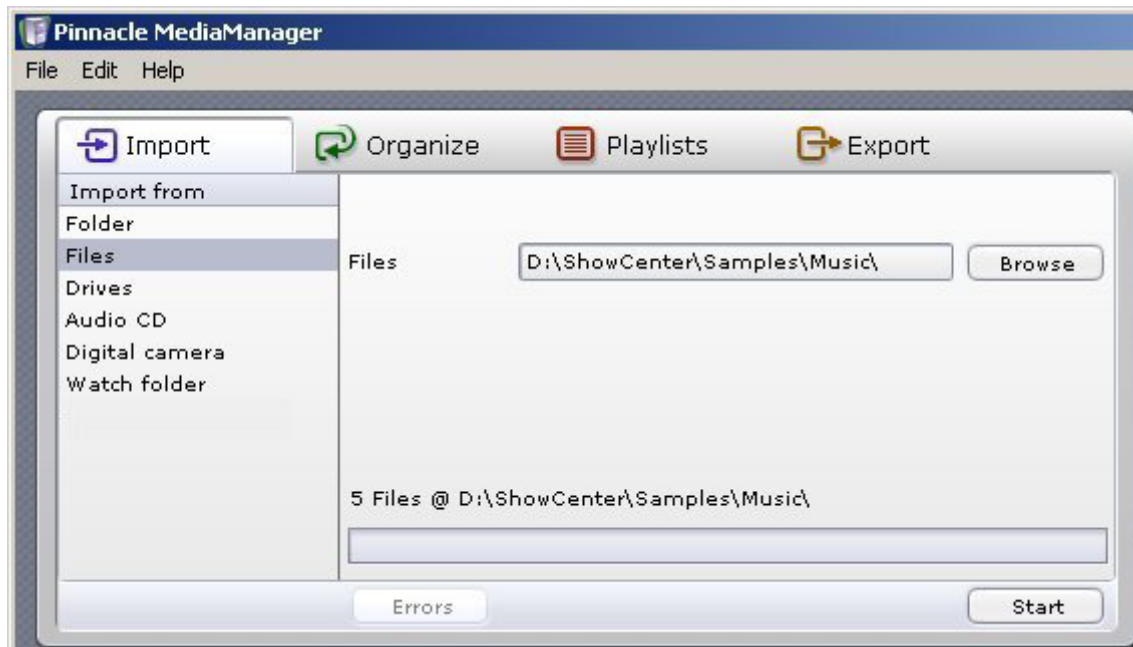 Pinnacle MediaManager
File Edit Help
Import Organize Playlists Export
Import from
Folder
Files
Drives
Audio CD
Digital camera
Watch folder
Files D:\ShowCenter\Samples\Music\ Browse
5 Files @ D:\ShowCenter\Samples\Music\
Errors Start